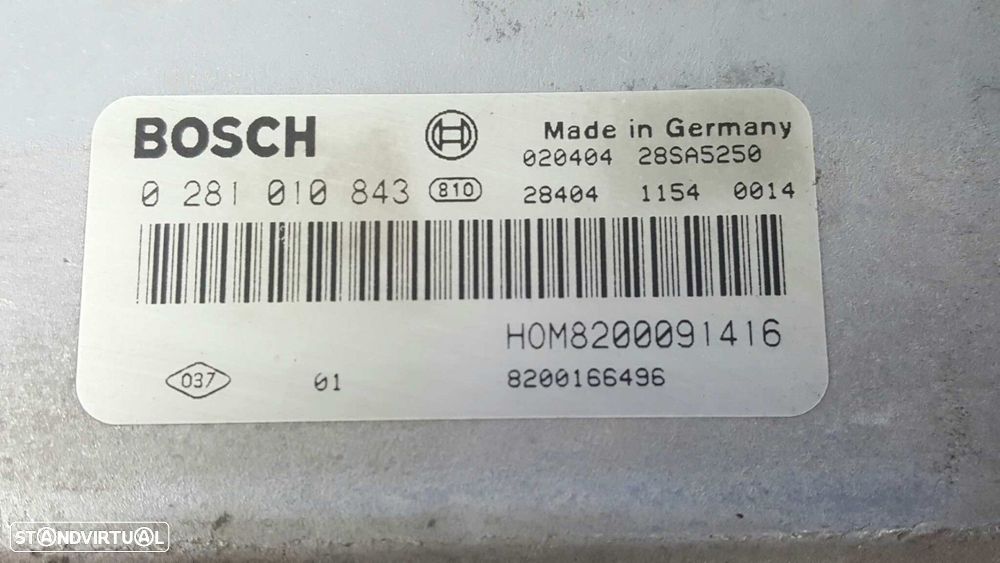 BOSCH
Made in Germany
020404 28SA5250
0 281 010 843 810
28404 1154 0014
HOM8200091416
037 01
8200166496
STANDVIRTUAL